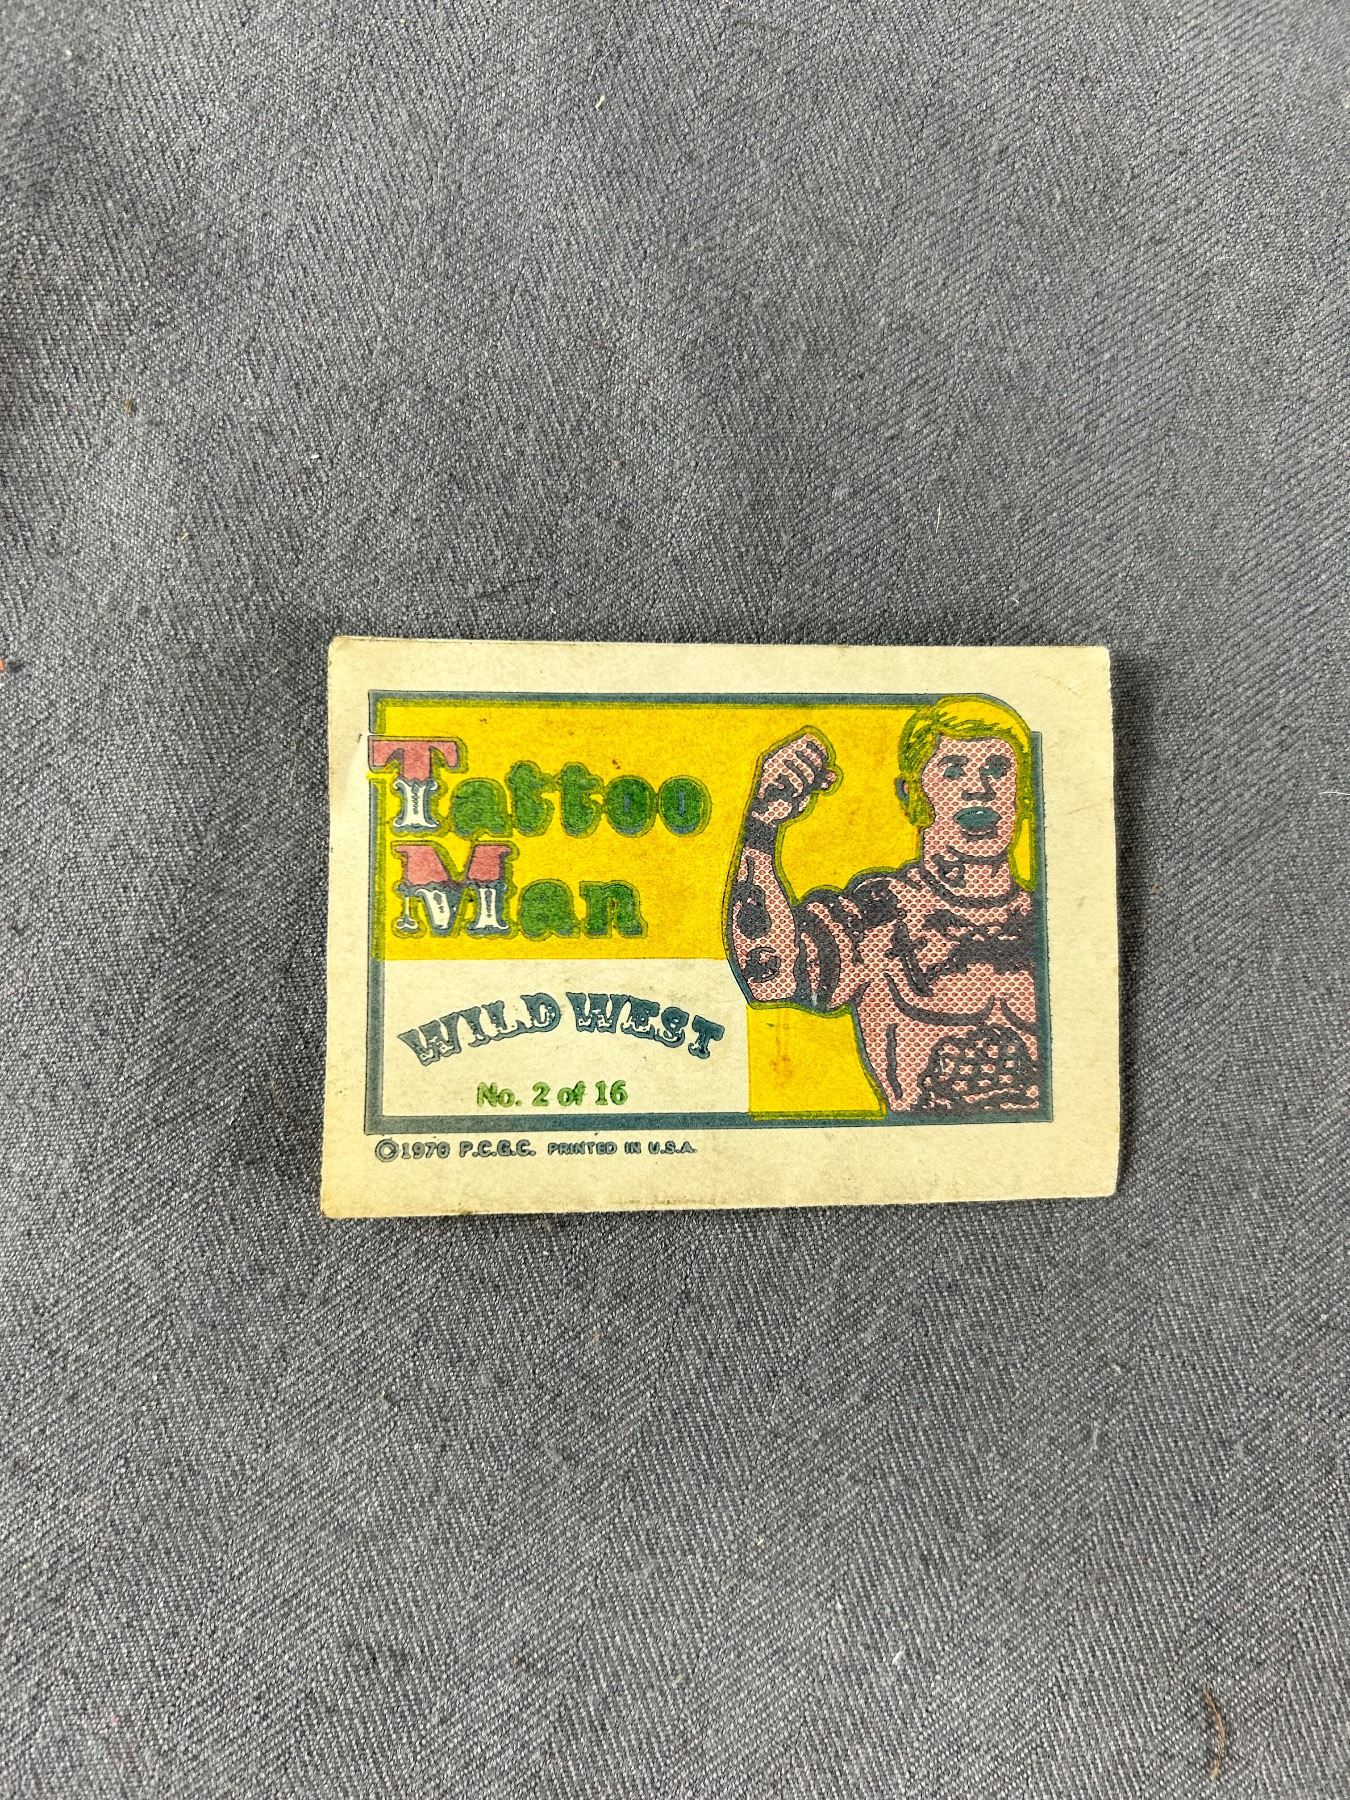 Tattoo
Man
WILD WEST
No. 2 of 16
©1970 P.C.G.C. PRINTED IN U.S.A.